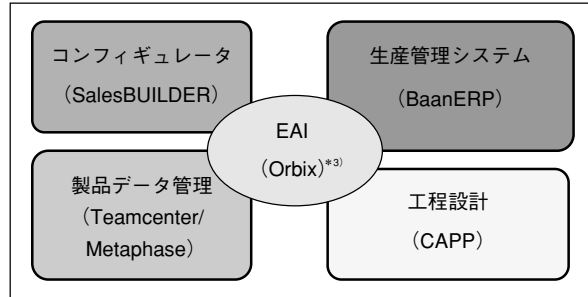 コンフィギュレータ
（SalesBUILDER）
生産管理システム
（BaanERP）
EAI
（Orbix）*3)
製品データ管理
（Teamcenter/
Metaphase）
工程設計
（CAPP）